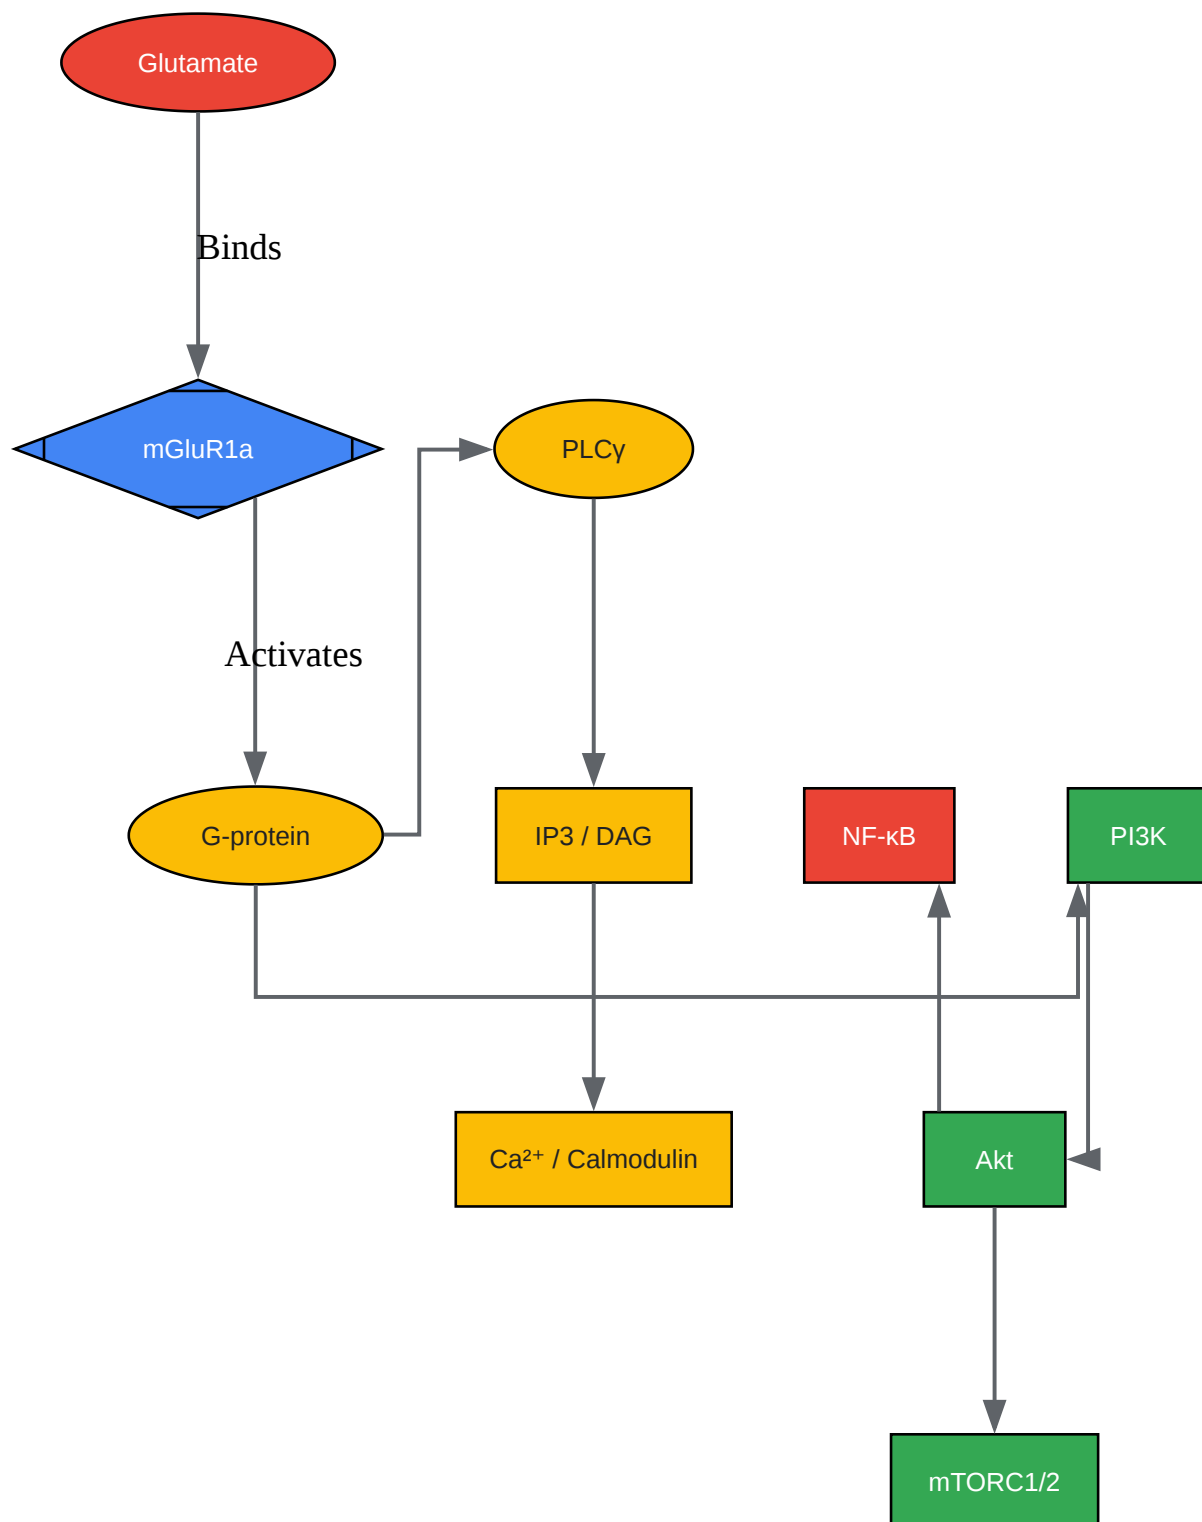 Glutamate
Binds
mGluR1a
PLCγ
Activates
G-protein
IP3 / DAG
NF-κB
PI3K
Ca²⁺ / Calmodulin
Akt
mTORC1/2